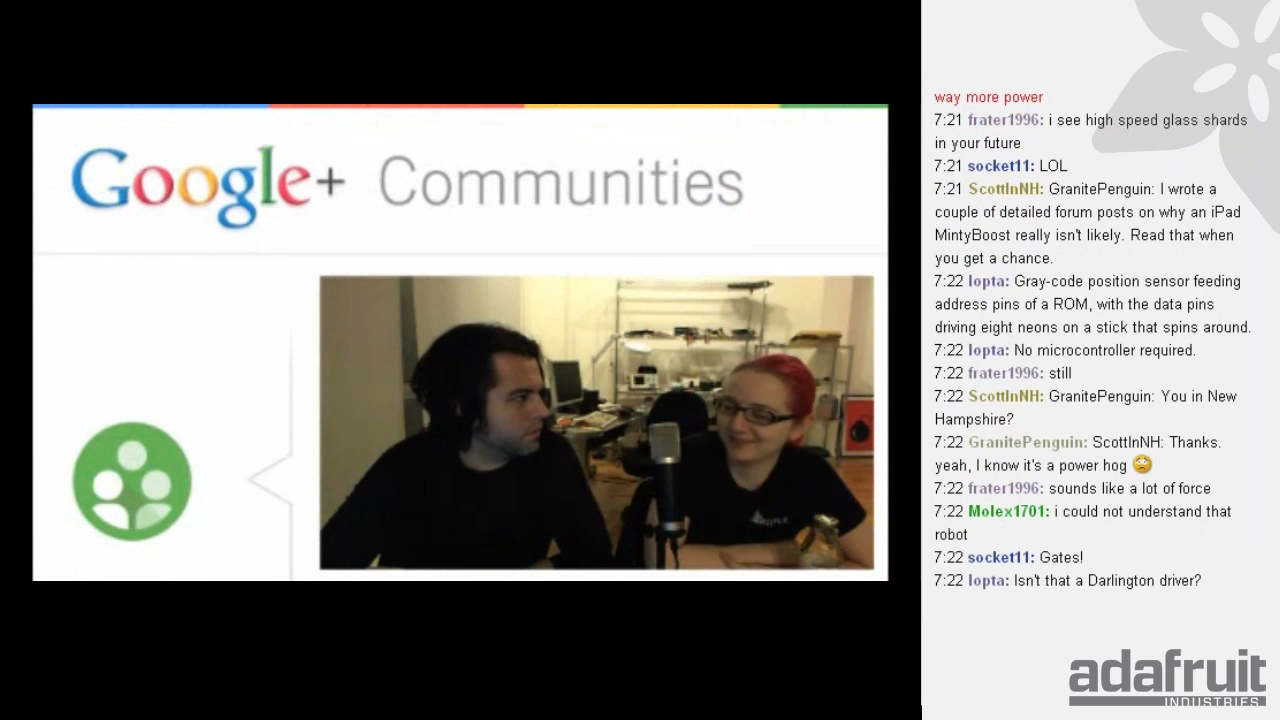 Google+ Communities
way more power
7:21 frater1996: i see high speed glass shards
in your future
7:21 socket11: LOL
7:21 ScottInNH: GranitePenguin: I wrote a
couple of detailed forum posts on why an iPad
MintyBoost really isn't likely. Read that when
you get a chance.
7:22 lopta: Gray-code position sensor feeding
address pins of a ROM, with the data pins
driving eight neons on a stick that spins around.
7:22 lopta: No microcontroller required.
7:22 frater1996: still
7:22 ScottInNH: GranitePenguin: You in New
Hampshire?
7:22 GranitePenguin: ScottInNH: Thanks.
yeah, I know it's a power hog
7:22 frater1996: sounds like a lot of force
7:22 Molex1701: i could not understand that
robot
7:22 socket11: Gates!
7:22 lopta: Isn't that a Darlington driver?
adafruit
INDUSTRIES